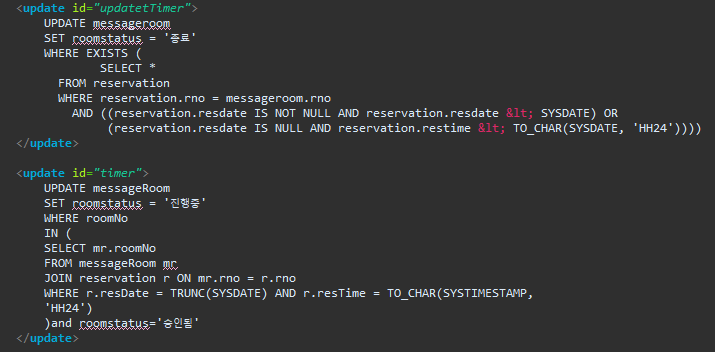 <update id="updatetTimer">
    UPDATE messageroom
    SET roomstatus = '종료'
    WHERE EXISTS (
            SELECT *
      FROM reservation
      WHERE reservation.rno = messageroom.rno
        AND ((reservation.resdate IS NOT NULL AND reservation.resdate &lt; SYSDATE) OR
             (reservation.resdate IS NULL AND reservation.restime &lt; TO_CHAR(SYSDATE, 'HH24'))))
</update>
<update id="timer">
    UPDATE messageRoom
    SET roomstatus = '진행중'
    WHERE roomNo
    IN (
    SELECT mr.roomNo
    FROM messageRoom mr
    JOIN reservation r ON mr.rno = r.rno
    WHERE r.resDate = TRUNC(SYSDATE) AND r.resTime = TO_CHAR(SYSTIMESTAMP,
    'HH24')
    )and roomstatus='승인됨'
</update>